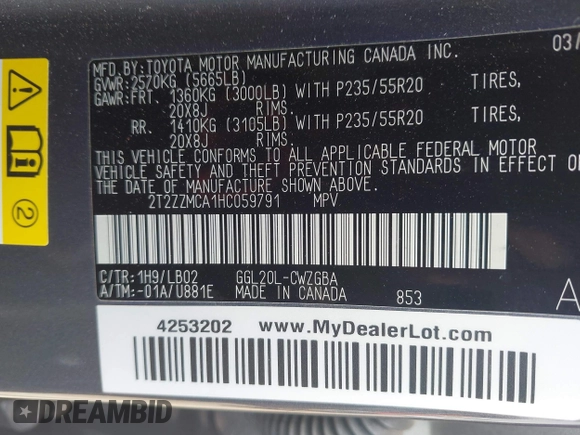 MFD. BY:TOYOTA MOTOR MANUFACTURING CANADA INC. 03/
GVWR:2570KG (5665LB)
GAWR:FRT. 1360KG (3000LB) WITH P235/55R20 TIRES,
20X8J RIMS.
RR. 1410KG (3105LB) WITH P235/55R20 TIRES,
20X8J RIMS.
THIS VEHICLE CONFORMS TO ALL APPLICABLE FEDERAL MOTOR
VEHICLE SAFETY AND THEFT PREVENTION STANDARDS IN EFFECT O
THE DATE OF MANUFACTURE SHOWN ABOVE.
2T2ZZMCA1HC059791 MPV
C/TR:1H9/LB02 GGL20L-CWZGBA
A/TM:-01A/U881E MADE IN CANADA 853 A
2
4253202 www.MyDealerLot.com
DREAMBID